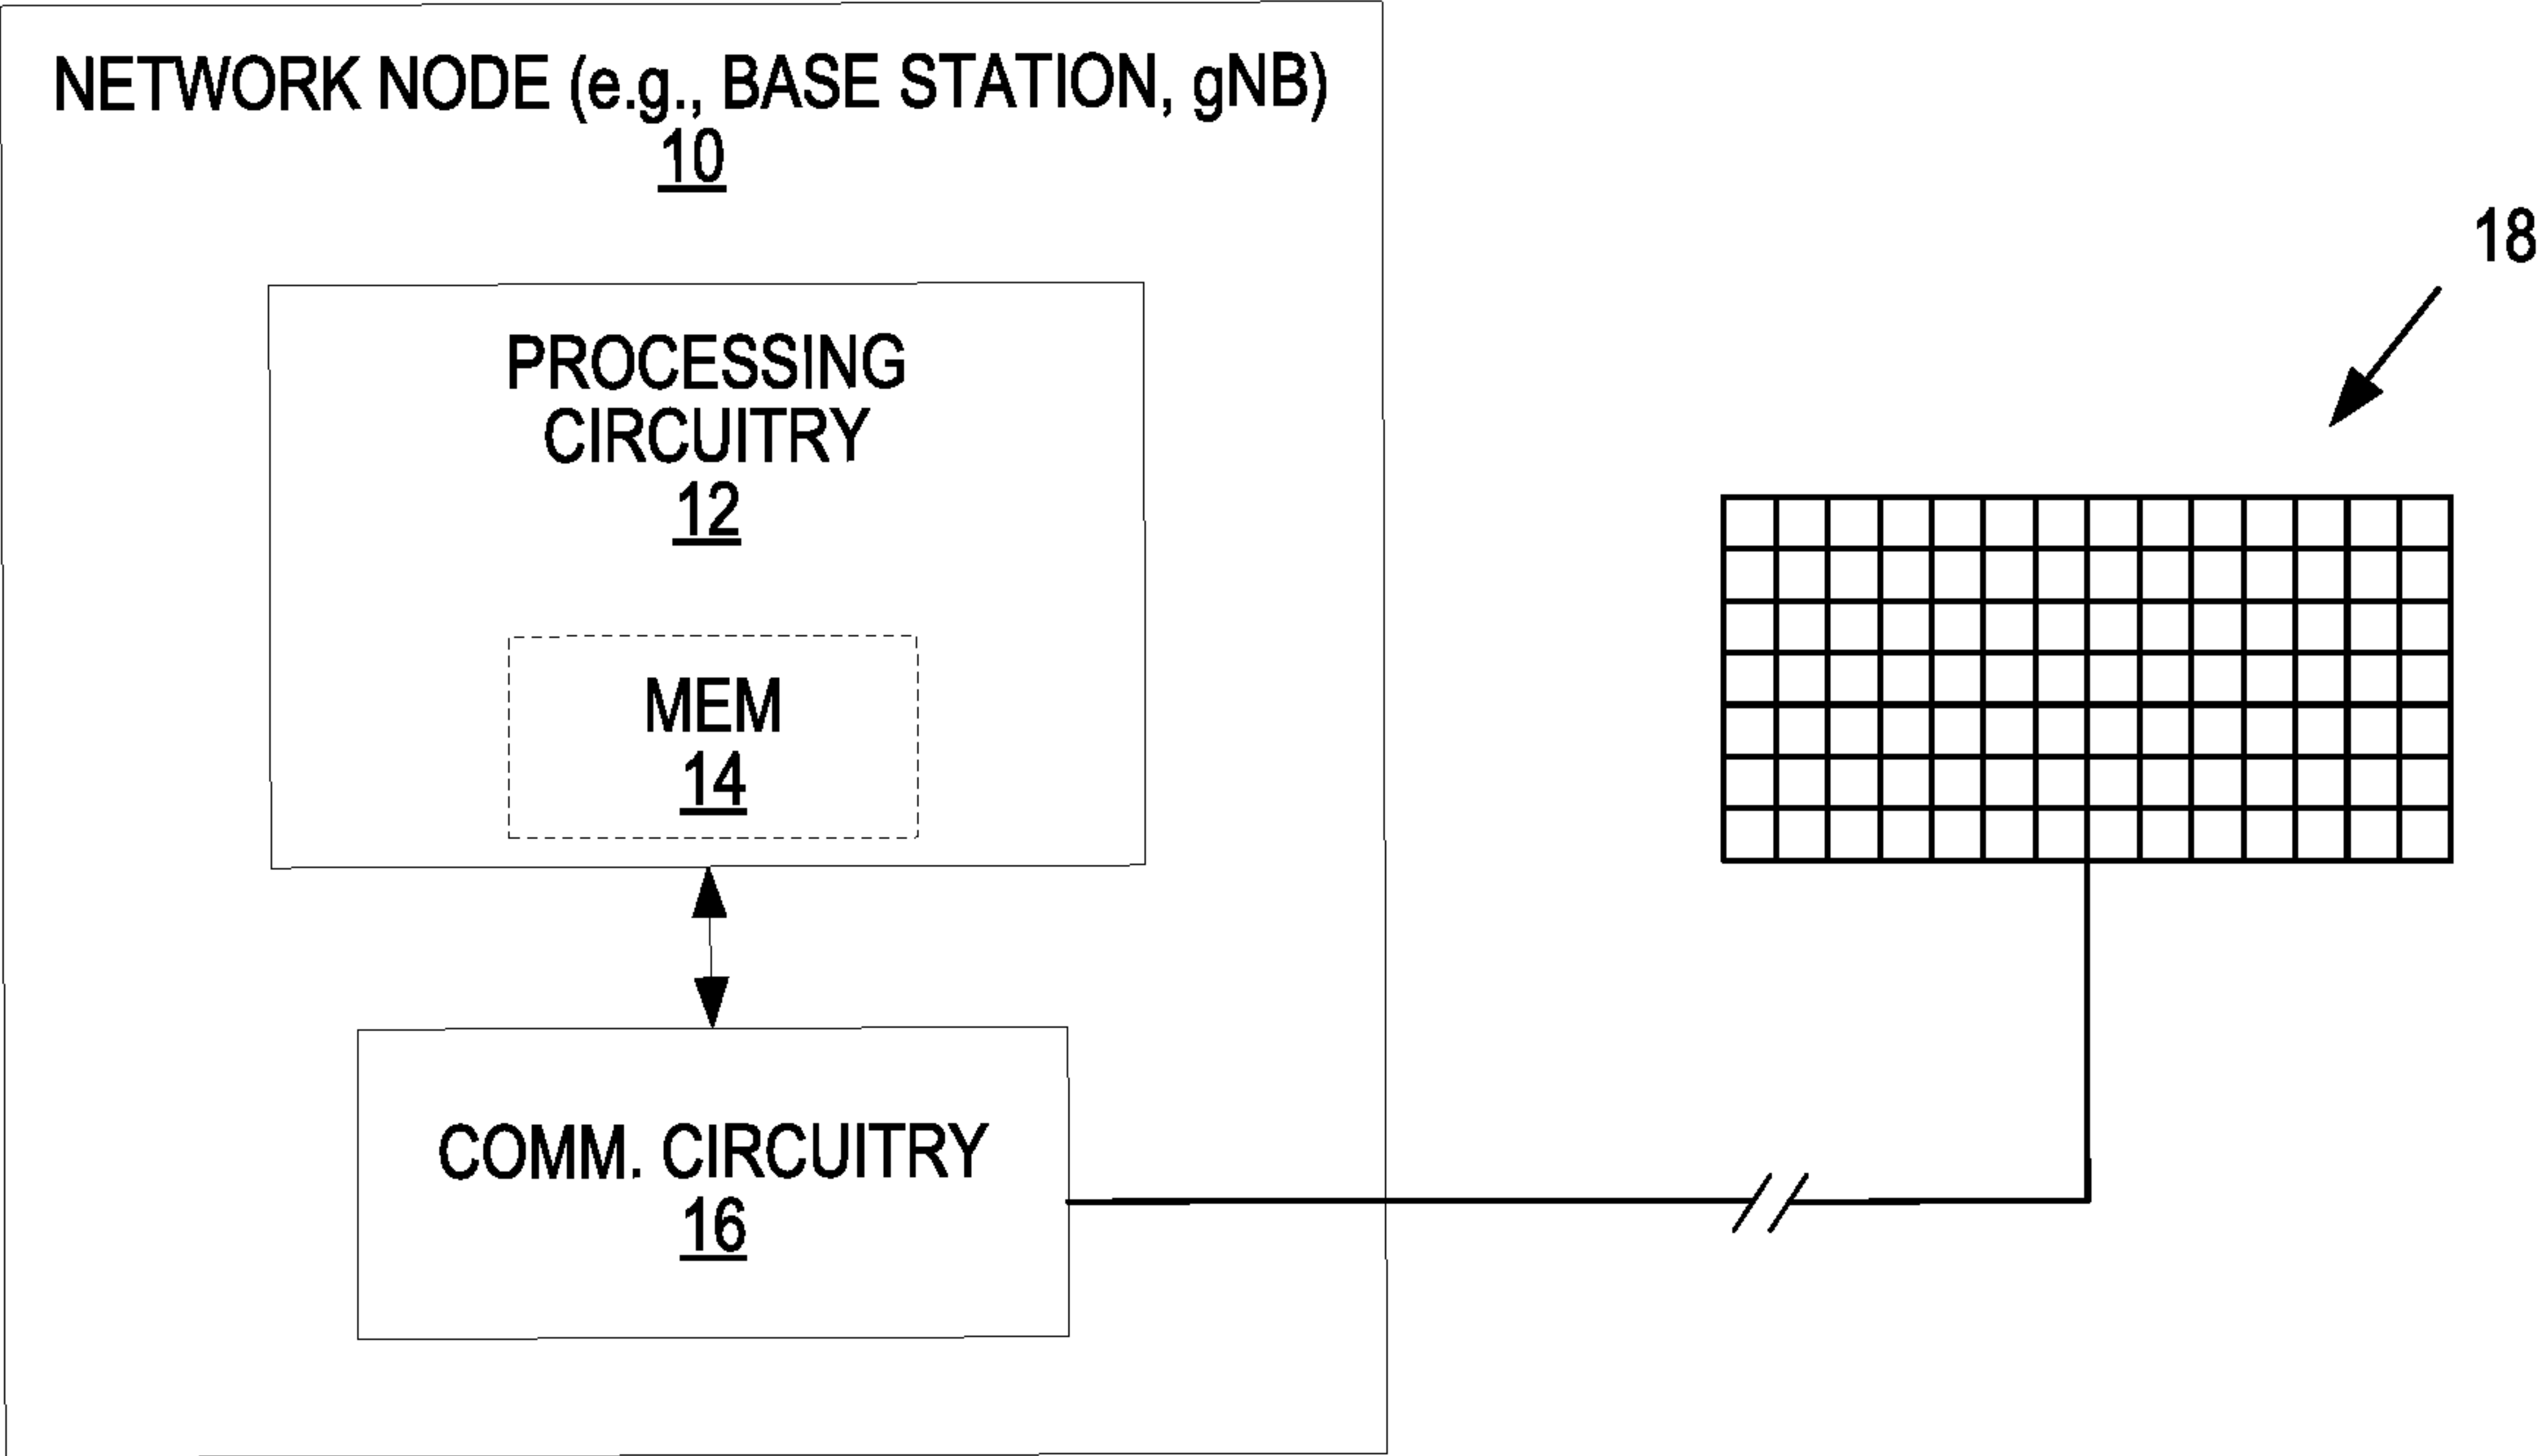 NETWORK NODE (e.g., BASE STATION, gNB)
10
PROCESSING
CIRCUITRY
12
MEM
14
COMM. CIRCUITRY
16
18